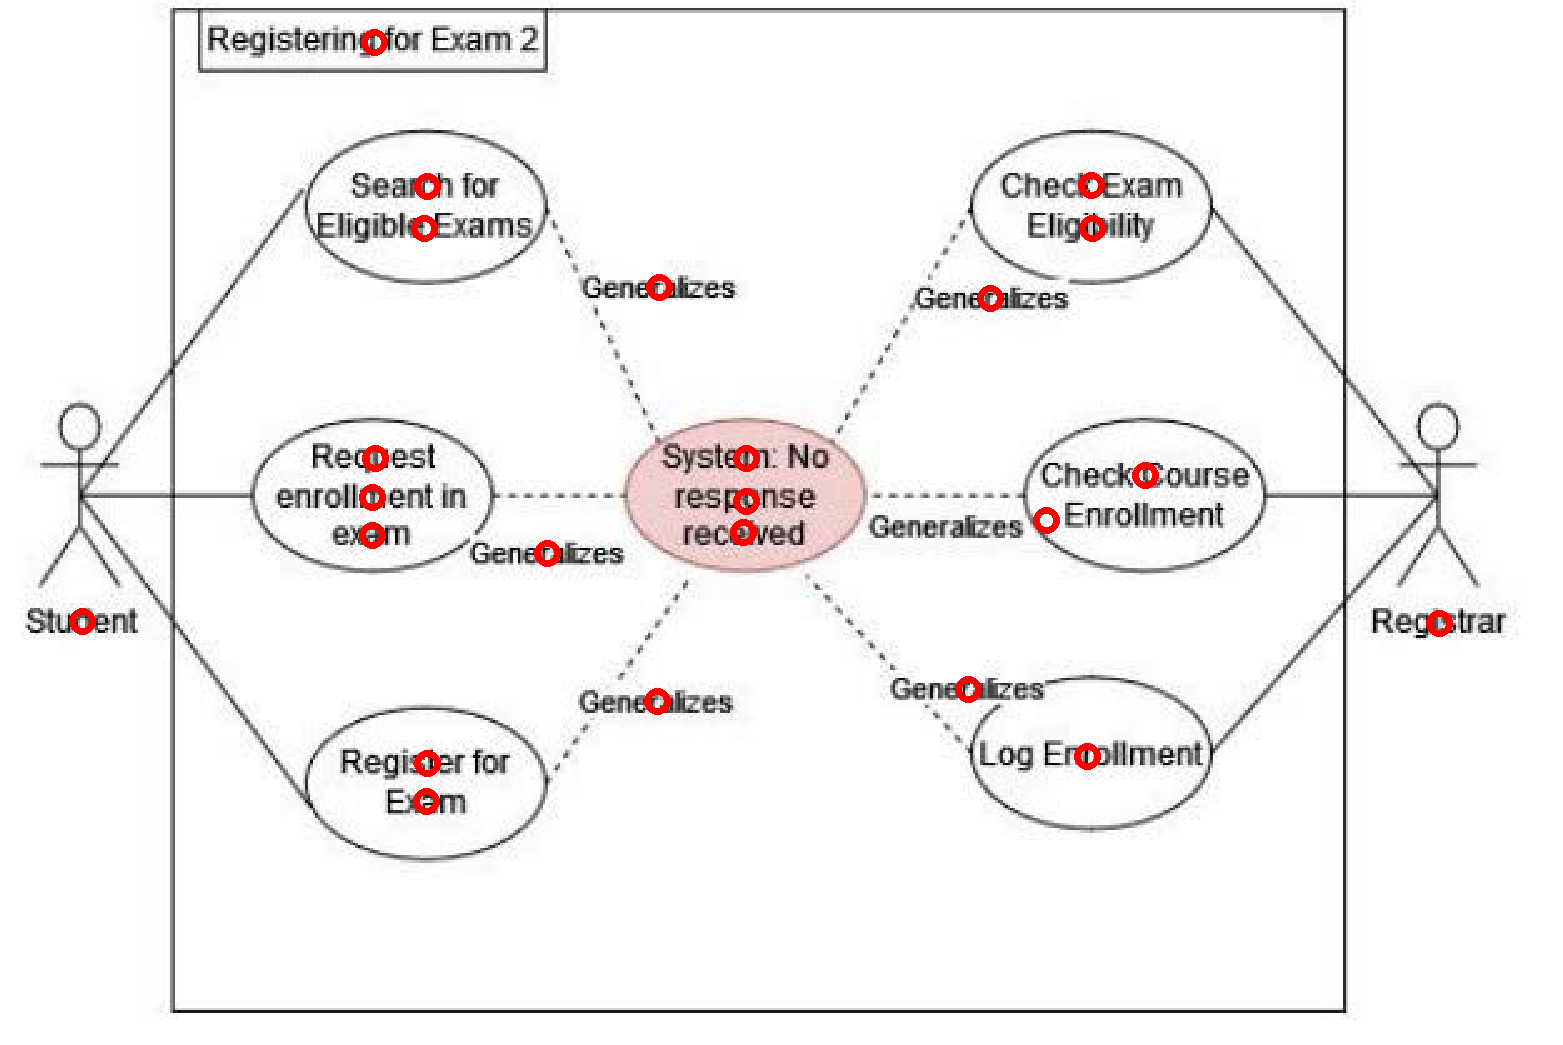 Registering for Exam 2
Search for
Eligible Exams
Check Exam
Eligibility
Generalizes
Generalizes
Request
enrollment in
exam
System: No
response
received
Check Course
Generalizes Enrollment
Generalizes
Student
Registrar
Generalizes
Generalizes
Register for
Exam
Log Enrollment